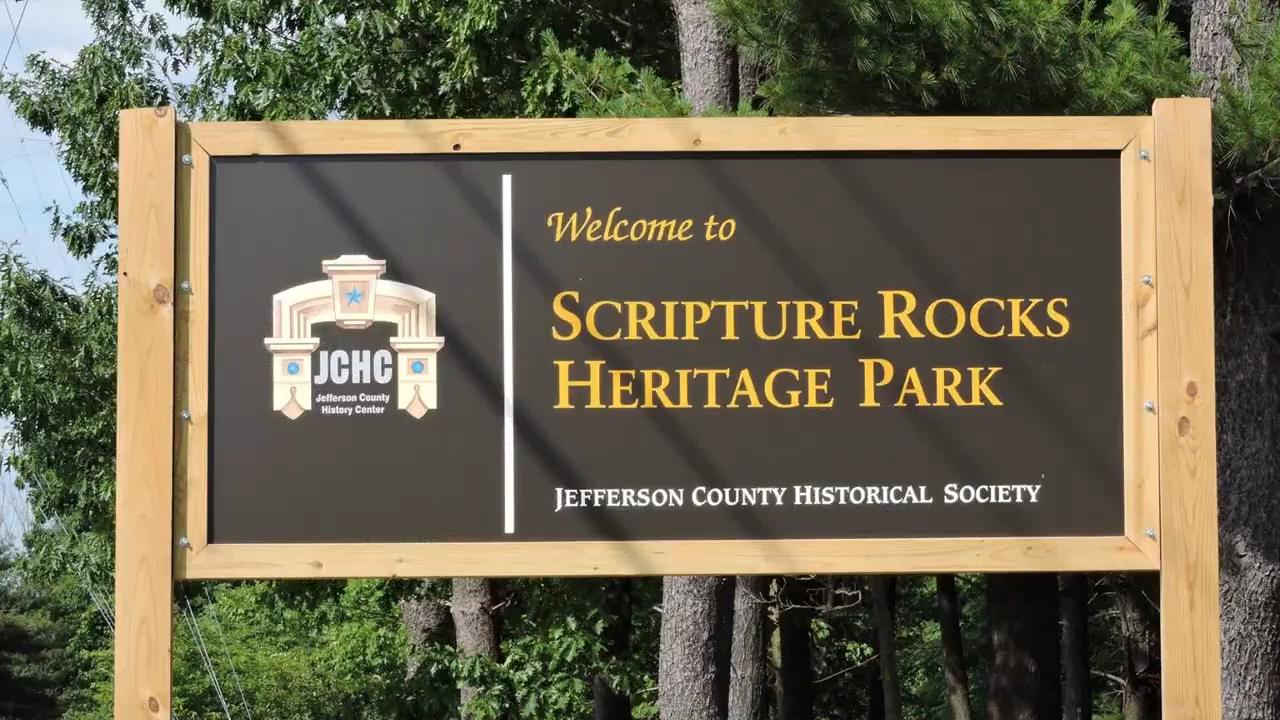 JCHC
Jefferson County
History Center
Welcome to
SCRIPTURE ROCKS
HERITAGE PARK
JEFFERSON COUNTY HISTORICAL SOCIETY